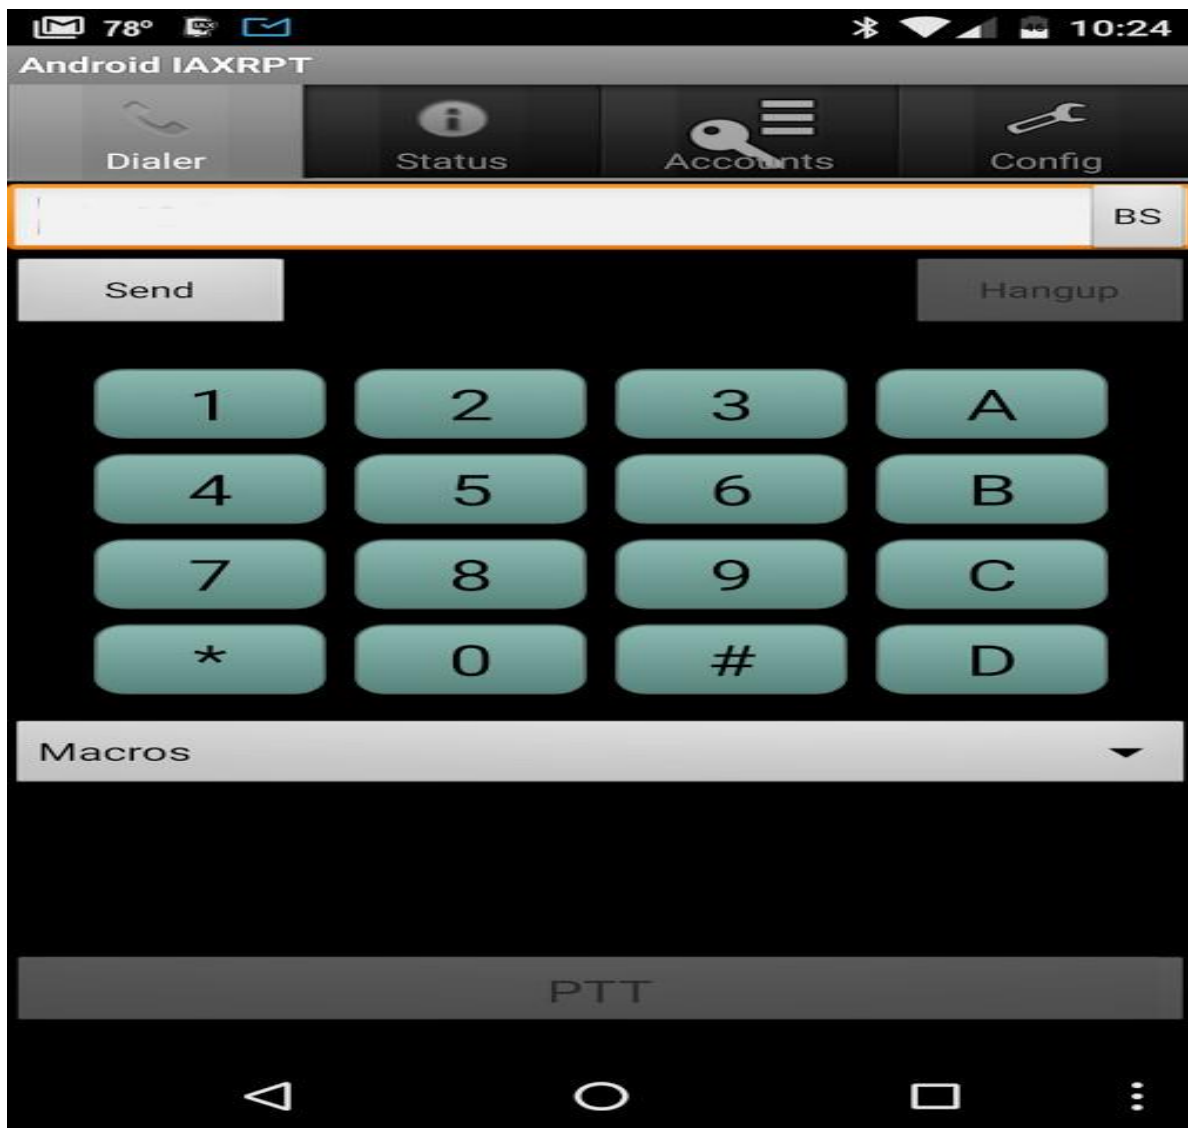 78° 10:24
Android IAXRPT
Dialer Status Accounts Config
BS
Send Hangup
1 2 3 A
4 5 6 B
7 8 9 C
* 0 # D
Macros
PTT